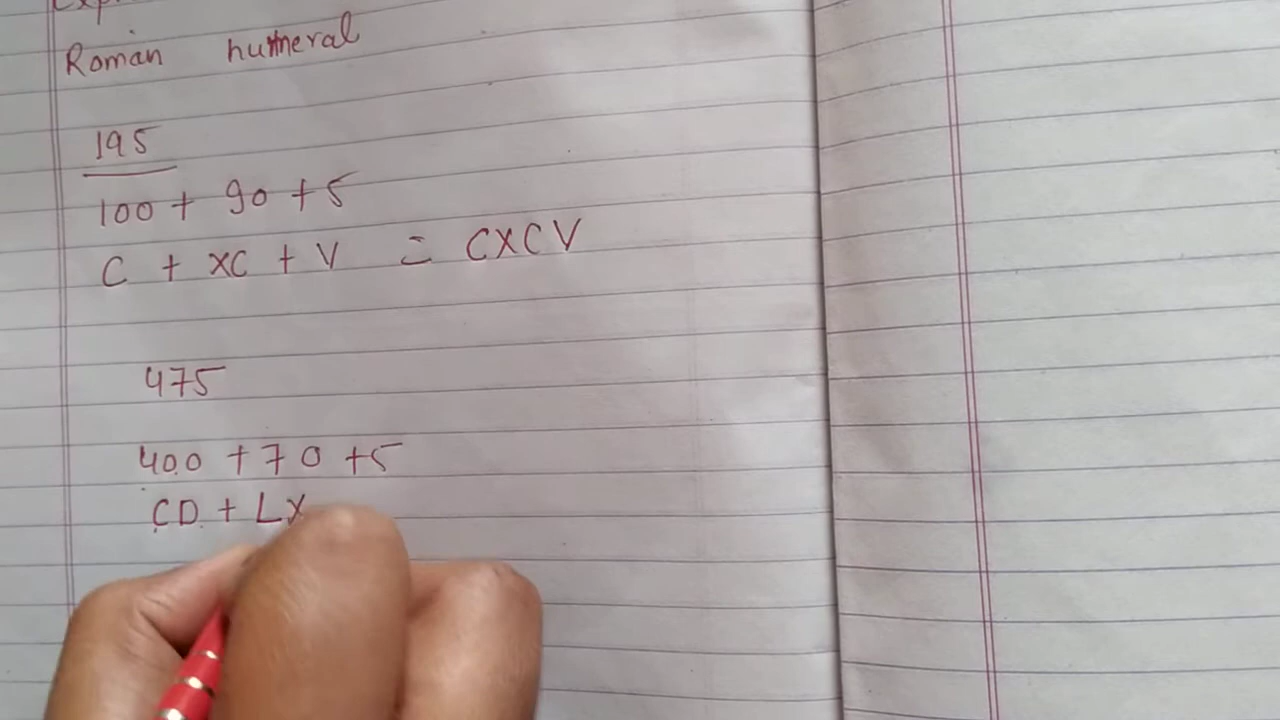 Roman numeral
195
100 + 90 + 5
C + XC + V = CXCV
475
400 + 70 + 5
CD + LX